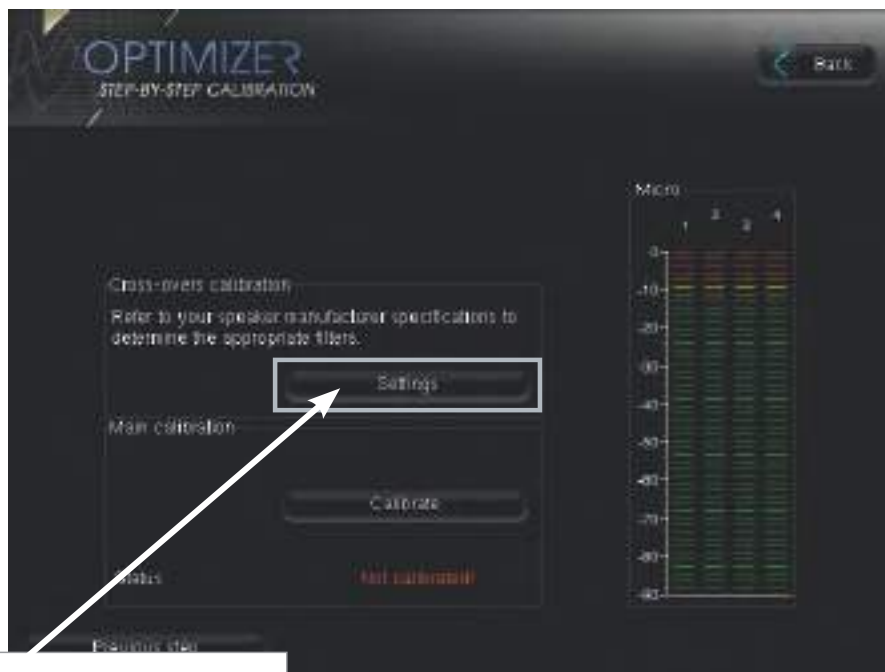 OPTIMIZER
STEP-BY-STEP CALIBRATION
Back
Micro
1 2 3 4
0
-10
-20
-30
-40
-50
-60
-70
-80
-90
Cross-overs calibration
Refer to your speaker manufacturer specifications to
determine the appropriate filters.
Settings
Main calibration
Calibrate
Status
Not calibrated!
Previous step